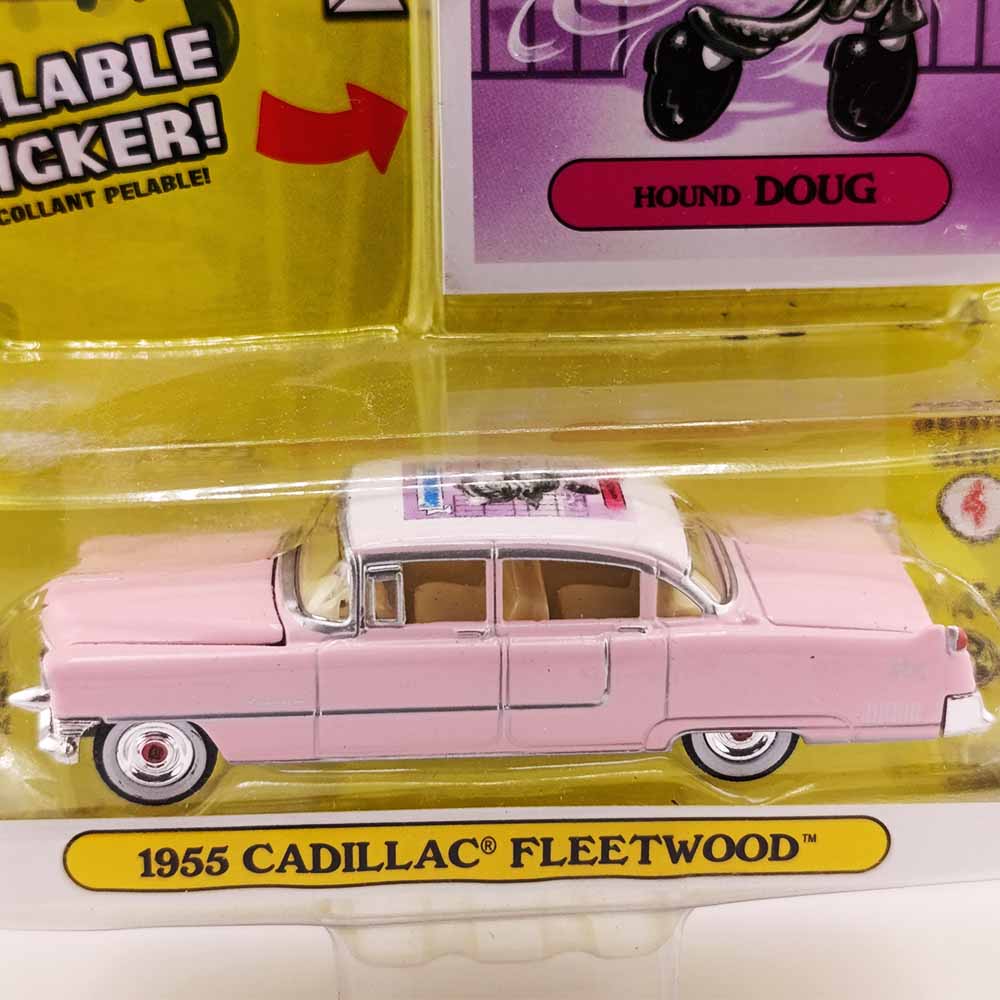 LABLE
ICKER!
COLLANT PELABLE!
HOUND DOUG
1955 CADILLAC® FLEETWOOD™